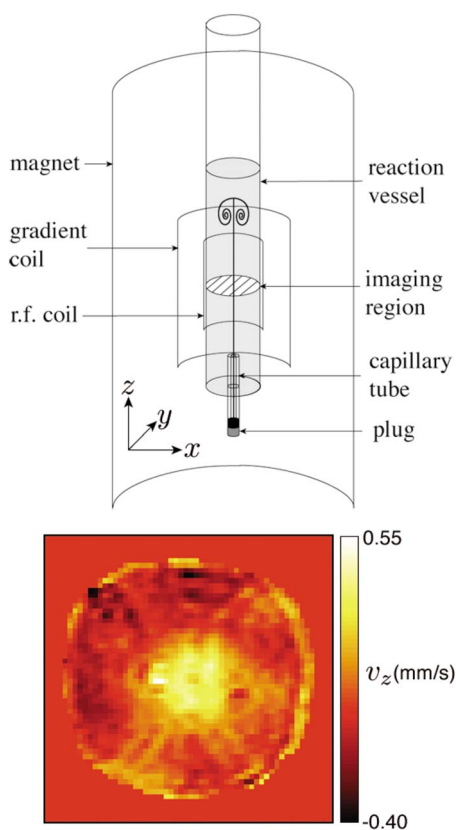 magnet
reaction
vessel
gradient
coil
imaging
region
r.f. coil
capillary
tube
plug
z
y
x
0.55
v_z(mm/s)
-0.40